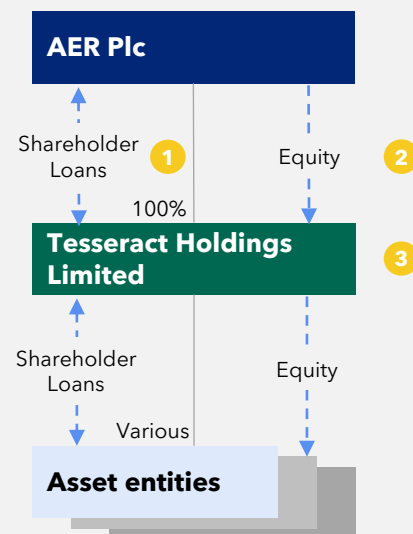 AER Plc
Shareholder
Loans
1
Equity
2
100%
Tesseract Holdings
Limited
3
Shareholder
Loans
Equity
Various
Asset entities